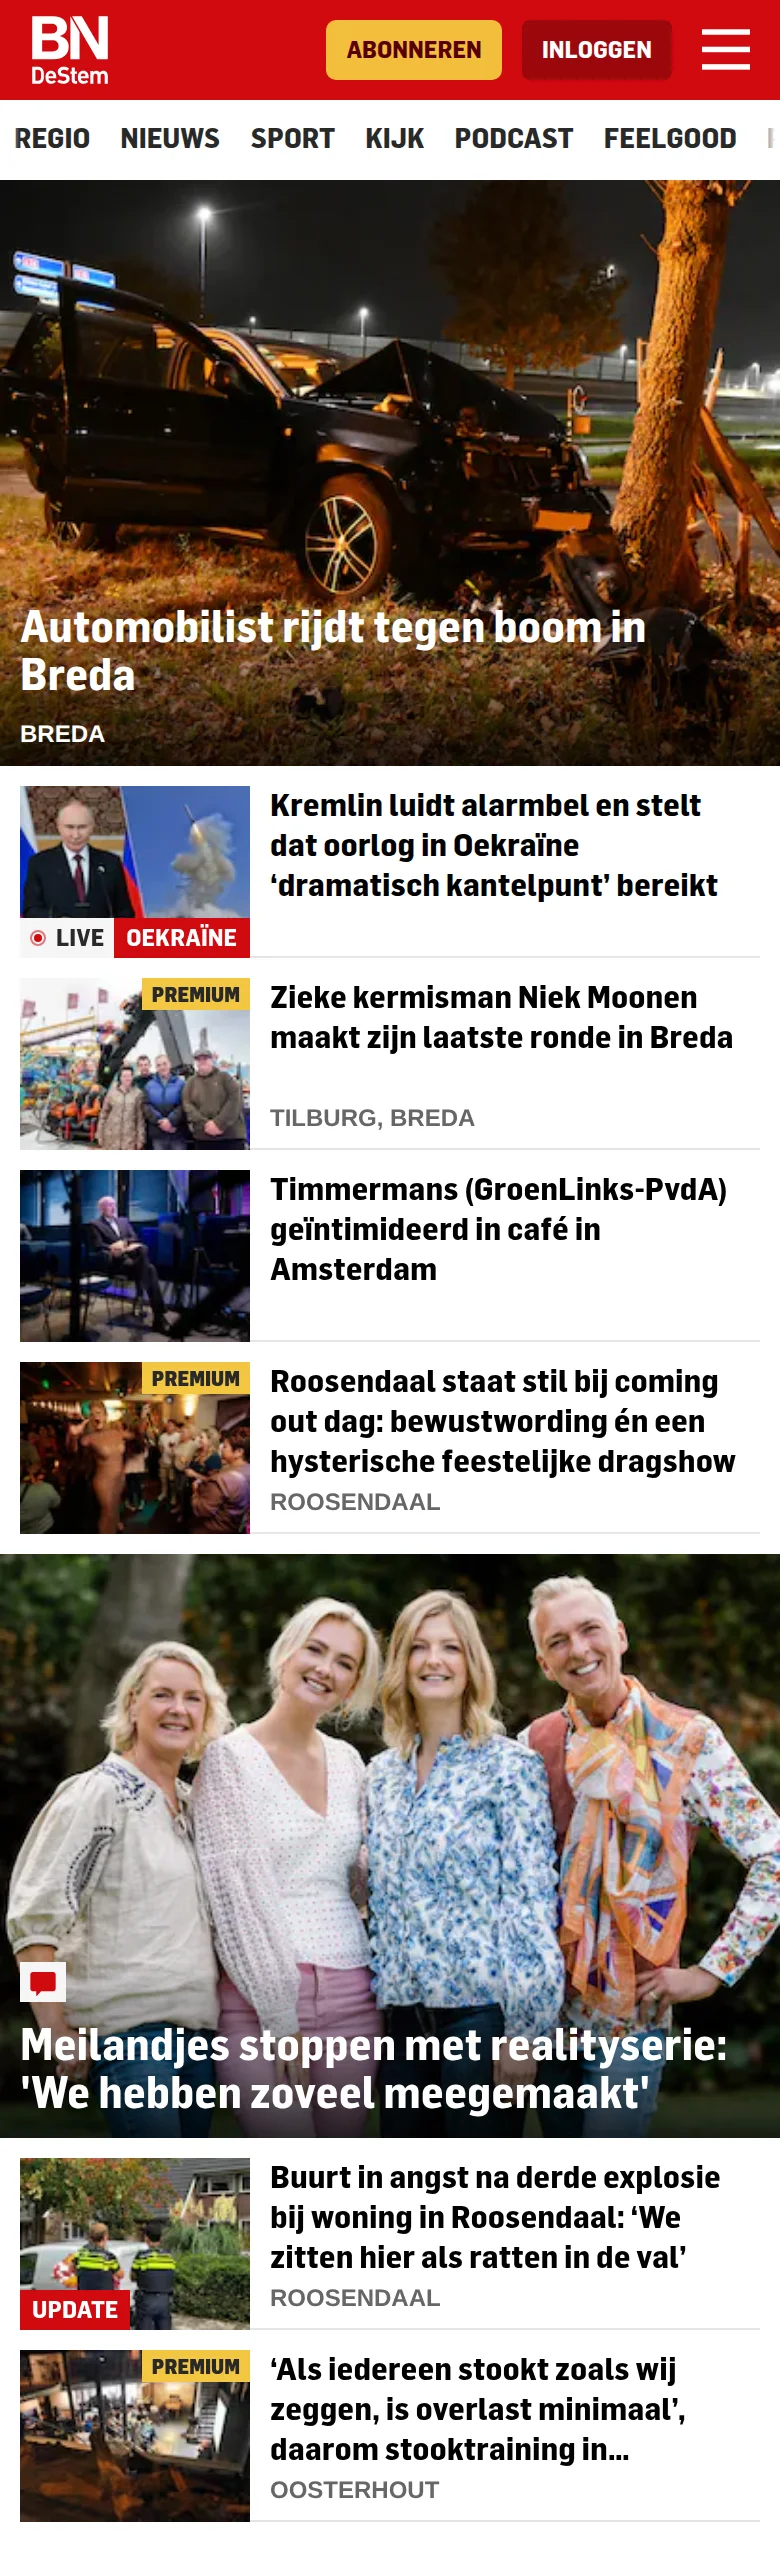 BN
DeStem
ABONNEREN
INLOGGEN
REGIO NIEUWS SPORT KIJK PODCAST FEELGOOD
Automobilist rijdt tegen boom in
Breda
BREDA
Kremlin luidt alarmbel en stelt
dat oorlog in Oekraïne
‘dramatisch kantelpunt’ bereikt
LIVE OEKRAÏNE
PREMIUM
Zieke kermisman Niek Moonen
maakt zijn laatste ronde in Breda
TILBURG, BREDA
Timmermans (GroenLinks-PvdA)
geïntimideerd in café in
Amsterdam
PREMIUM
Roosendaal staat stil bij coming
out dag: bewustwording én een
hysterische feestelijke dragshow
ROOSENDAAL
Meilandjes stoppen met realityserie:
'We hebben zoveel meegemaakt'
Buurt in angst na derde explosie
bij woning in Roosendaal: ‘We
zitten hier als ratten in de val’
UPDATE
ROOSENDAAL
PREMIUM
‘Als iedereen stookt zoals wij
zeggen, is overlast minimaal’,
daarom stooktraining in...
OOSTERHOUT